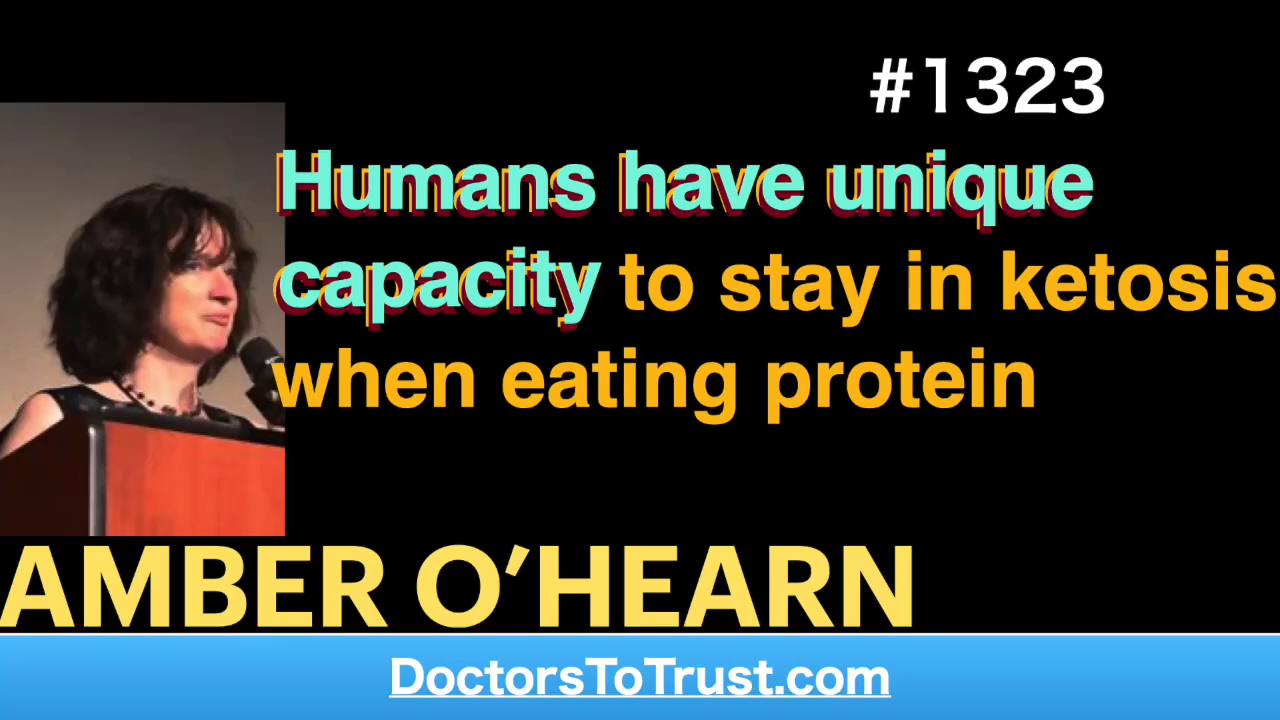 #1323
Humans have unique
capacity to stay in ketosis
when eating protein
AMBER O’HEARN
DoctorsToTrust.com